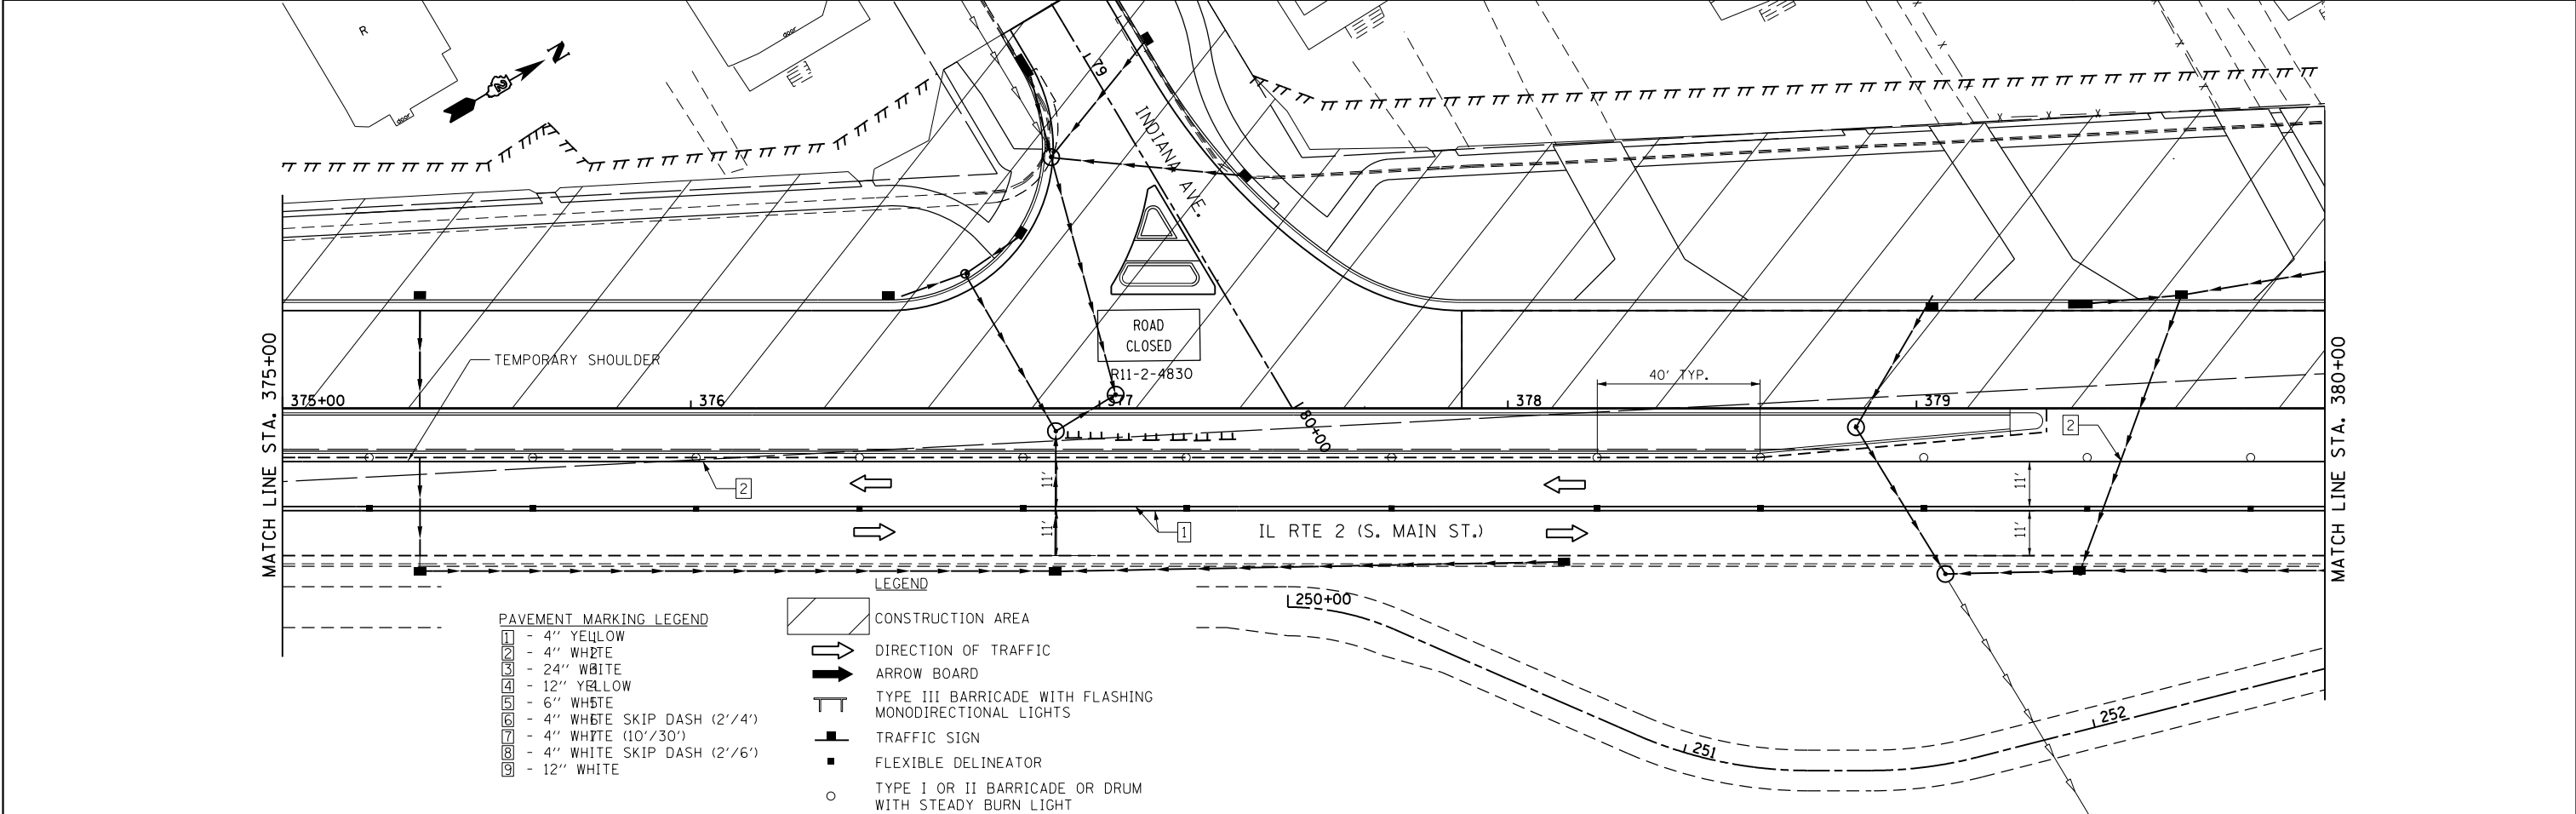 R
door
door
2
N
79
INDIANA AVE.
ROAD
CLOSED
R11-2-4830
TEMPORARY SHOULDER
MATCH LINE STA. 375+00
375+00
376
377
80+00
378
379
40' TYP.
MATCH LINE STA. 380+00
2
2
11'
11'
11'
11'
1
IL RTE 2 (S. MAIN ST.)
250+00
251
252
PAVEMENT MARKING LEGEND
1 - 4" YELLOW
2 - 4" WHITE
3 - 24" WHITE
4 - 12" YELLOW
5 - 6" WHITE
6 - 4" WHITE SKIP DASH (2'/4')
7 - 4" WHITE (10'/30')
8 - 4" WHITE SKIP DASH (2'/6')
9 - 12" WHITE
LEGEND
CONSTRUCTION AREA
DIRECTION OF TRAFFIC
ARROW BOARD
TYPE III BARRICADE WITH FLASHING
MONODIRECTIONAL LIGHTS
TRAFFIC SIGN
FLEXIBLE DELINEATOR
TYPE I OR II BARRICADE OR DRUM
WITH STEADY BURN LIGHT